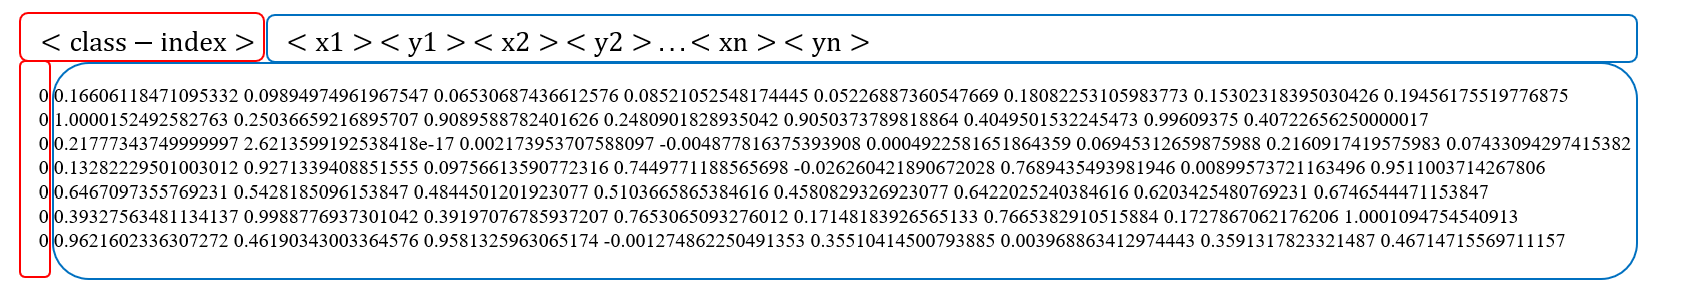 < class − index > < x1 > < y1 > < x2 > < y2 > … < xn > < yn >
0 0.16606118471095332 0.09894974961967547 0.06530687436612576 0.08521052548174445 0.05226887360547669 0.18082253105983773 0.15302318395030426 0.19456175519776875
0 1.0000152492582763 0.25036659216895707 0.9089588782401626 0.2480901828935042 0.9050373789818864 0.4049501532245473 0.99609375 0.40722656250000017
0 0.21777343749999997 2.6213599192538418e-17 0.002173953707588097 -0.004877816375393908 0.0004922581651864359 0.06945312659875988 0.2160917419575983 0.07433094297415382
0 0.13282229501003012 0.9271339408851555 0.09756613590772316 0.7449771188565698 -0.026260421890672028 0.7689435493981946 0.00899573721163496 0.9511003714267806
0 0.6467097355769231 0.5428185096153847 0.4844501201923077 0.5103665865384616 0.4580829326923077 0.6422025240384616 0.6203425480769231 0.6746544471153847
0 0.39327563481134137 0.9988776937301042 0.39197076785937207 0.7653065093276012 0.17148183926565133 0.7665382910515884 0.1727867062176206 1.0001094754540913
0 0.9621602336307272 0.46190343003364576 0.9581325963065174 -0.001274862250491353 0.35510414500793885 0.003968863412974443 0.3591317823321487 0.46714715569711157